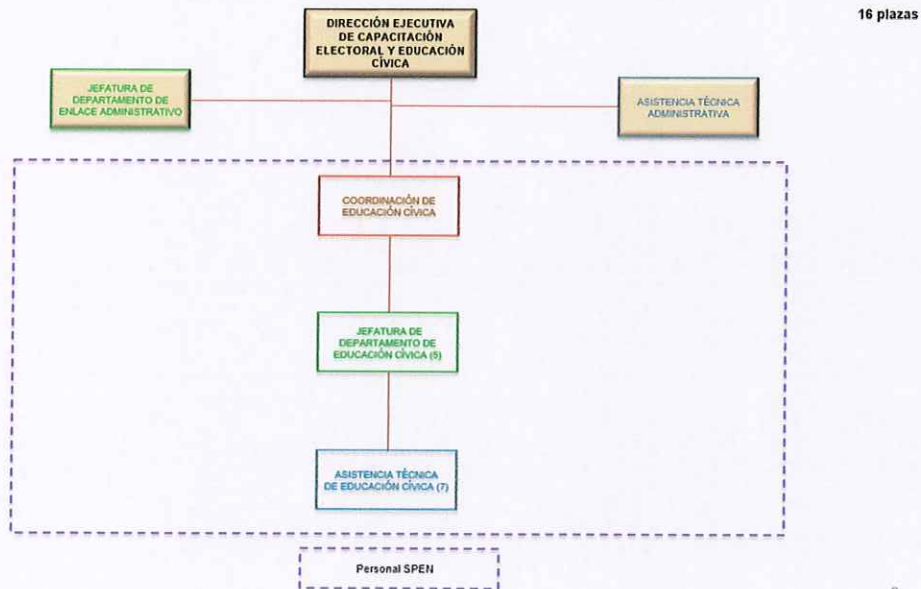 16 plazas
DIRECCIÓN EJECUTIVA
DE CAPACITACIÓN
ELECTORAL Y EDUCACIÓN
CÍVICA
JEFATURA DE
DEPARTAMENTO DE
ENLACE ADMINISTRATIVO
ASISTENCIA TÉCNICA
ADMINISTRATIVA
COORDINACIÓN DE
EDUCACIÓN CÍVICA
JEFATURA DE
DEPARTAMENTO DE
EDUCACIÓN CÍVICA (5)
ASISTENCIA TÉCNICA
DE EDUCACIÓN CÍVICA (7)
Personal SPEN